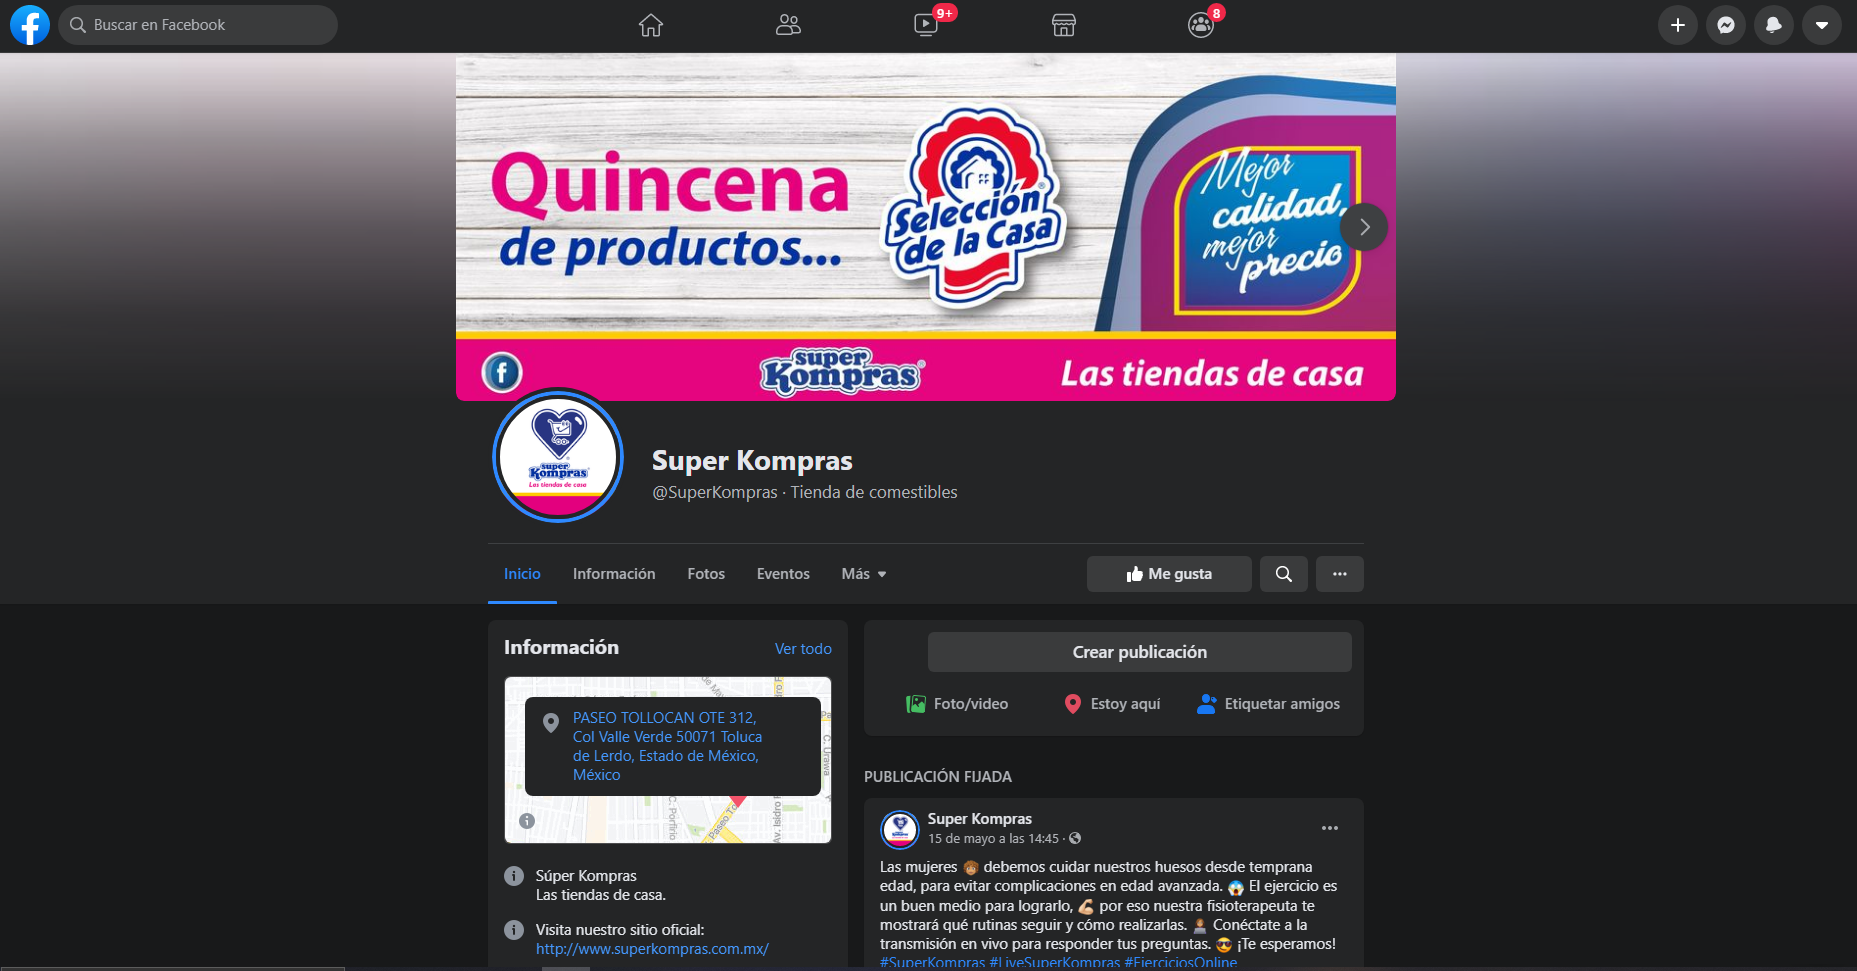 Buscar en Facebook
9+
8
Quincena
de productos...
Selección
de la Casa
Mejor
calidad,
mejor
precio
super
Kompras
Las tiendas de casa
super
Kompras
Las tiendas de casa
Super Kompras
@SuperKompras · Tienda de comestibles
Inicio
Información
Fotos
Eventos
Más
Me gusta
Información
Ver todo
PASEO TOLLOCAN OTE 312,
Col Valle Verde 50071 Toluca
de Lerdo, Estado de México,
México
C. Urawa
C. Porfirio
Paseo To
Av. Isidro F
Súper Kompras
Las tiendas de casa.
Visita nuestro sitio oficial:
http://www.superkompras.com.mx/
Crear publicación
Foto/video
Estoy aquí
Etiquetar amigos
PUBLICACIÓN FIJADA
Super Kompras
15 de mayo a las 14:45 ·
Las mujeres 👩🏽 debemos cuidar nuestros huesos desde temprana
edad, para evitar complicaciones en edad avanzada. 😱 El ejercicio es
un buen medio para lograrlo, 💪🏼 por eso nuestra fisioterapeuta te
mostrará qué rutinas seguir y cómo realizarlas. 👩🏽‍💻 Conéctate a la
transmisión en vivo para responder tus preguntas. 😎 ¡Te esperamos!
#SuperKompras #LiveSuperKompras #EjerciciosOnline